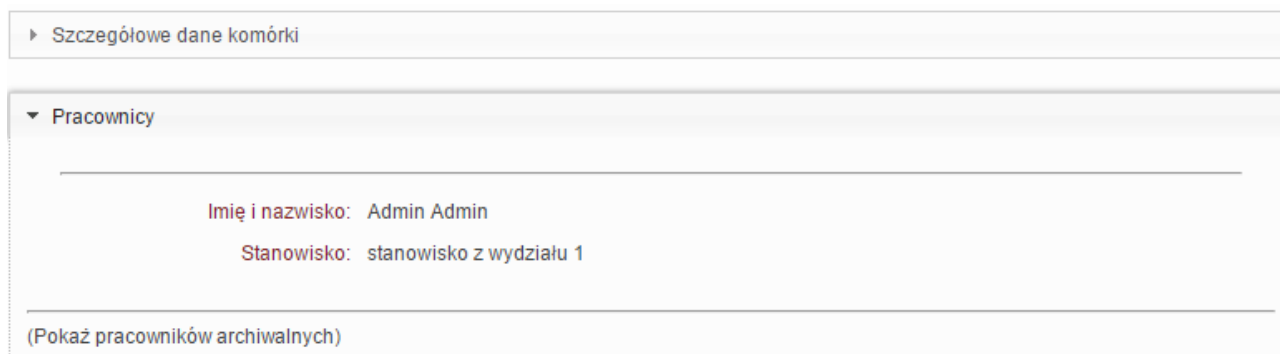 Szczegółowe dane komórki
Pracownicy
Imię i nazwisko: Admin Admin
Stanowisko: stanowisko z wydziału 1
(Pokaż pracowników archiwalnych)